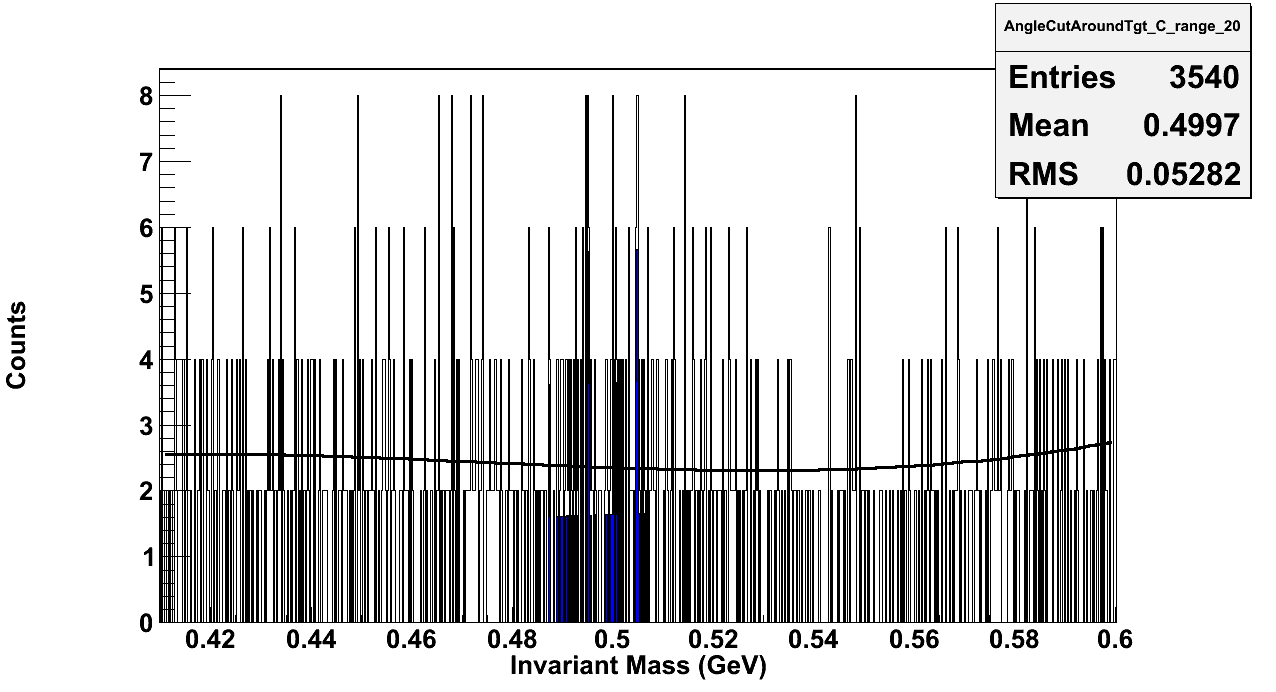 AngleCutAroundTgt_C_range_20
Entries 3540
Mean 0.4997
RMS 0.05282
Counts
8
7
6
5
4
3
2
1
0
0.42 0.44 0.46 0.48 0.5 0.52 0.54 0.56 0.58 0.6
Invariant Mass (GeV)